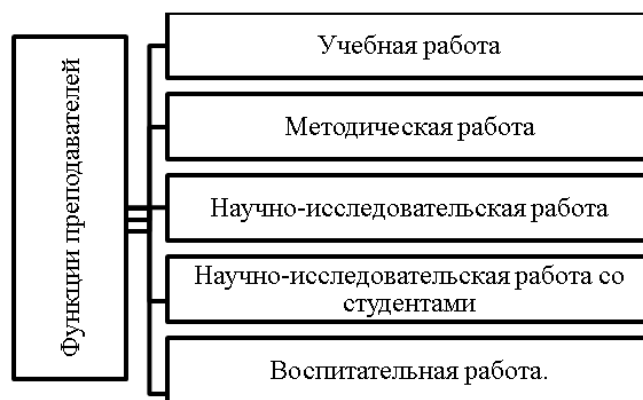 Функции преподавателей
Учебная работа
Методическая работа
Научно-исследовательская работа
Научно-исследовательская работа со
студентами
Воспитательная работа.